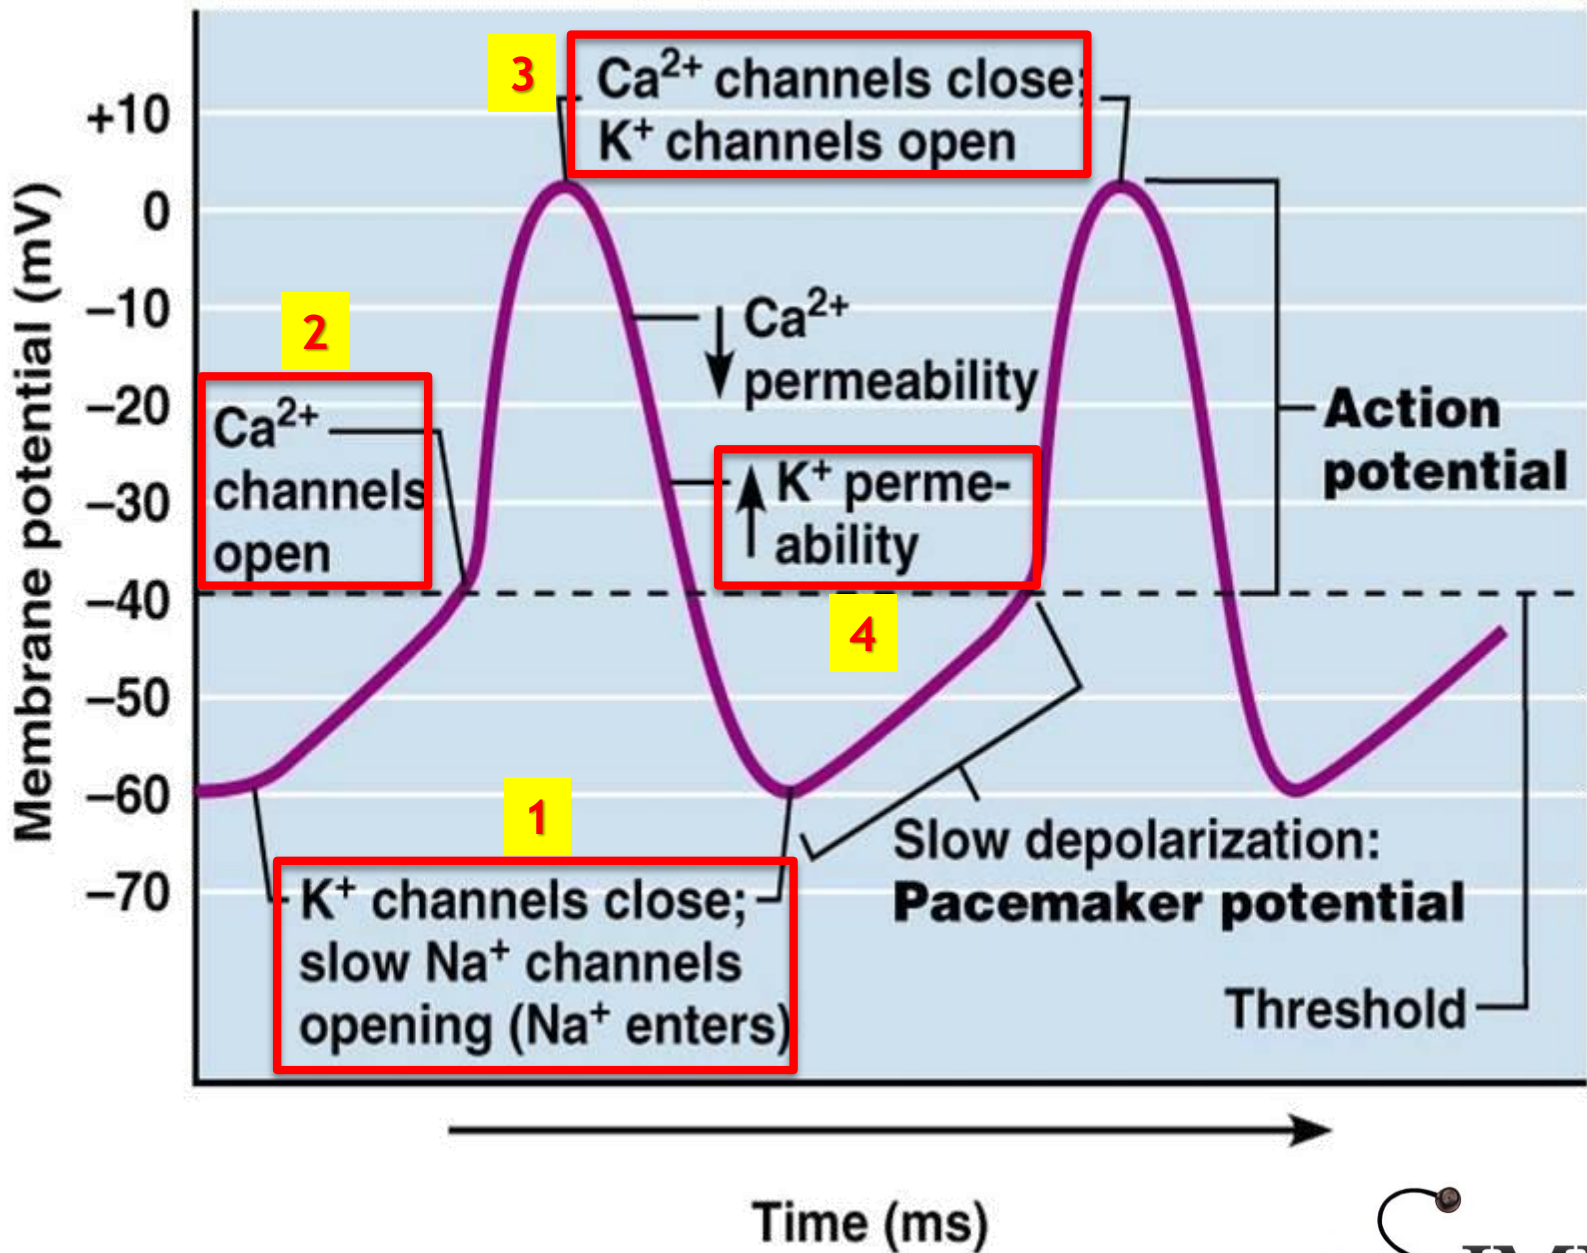 3
Ca²⁺ channels close;
K⁺ channels open
+10
0
−10
−20
−30
−40
−50
−60
−70
Membrane potential (mV)
2
Ca²⁺
channels
open
↓ Ca²⁺
permeability
↑ K⁺ perme-
ability
4
Action
potential
1
K⁺ channels close;
slow Na⁺ channels
opening (Na⁺ enters)
Slow depolarization:
Pacemaker potential
Threshold
Time (ms)